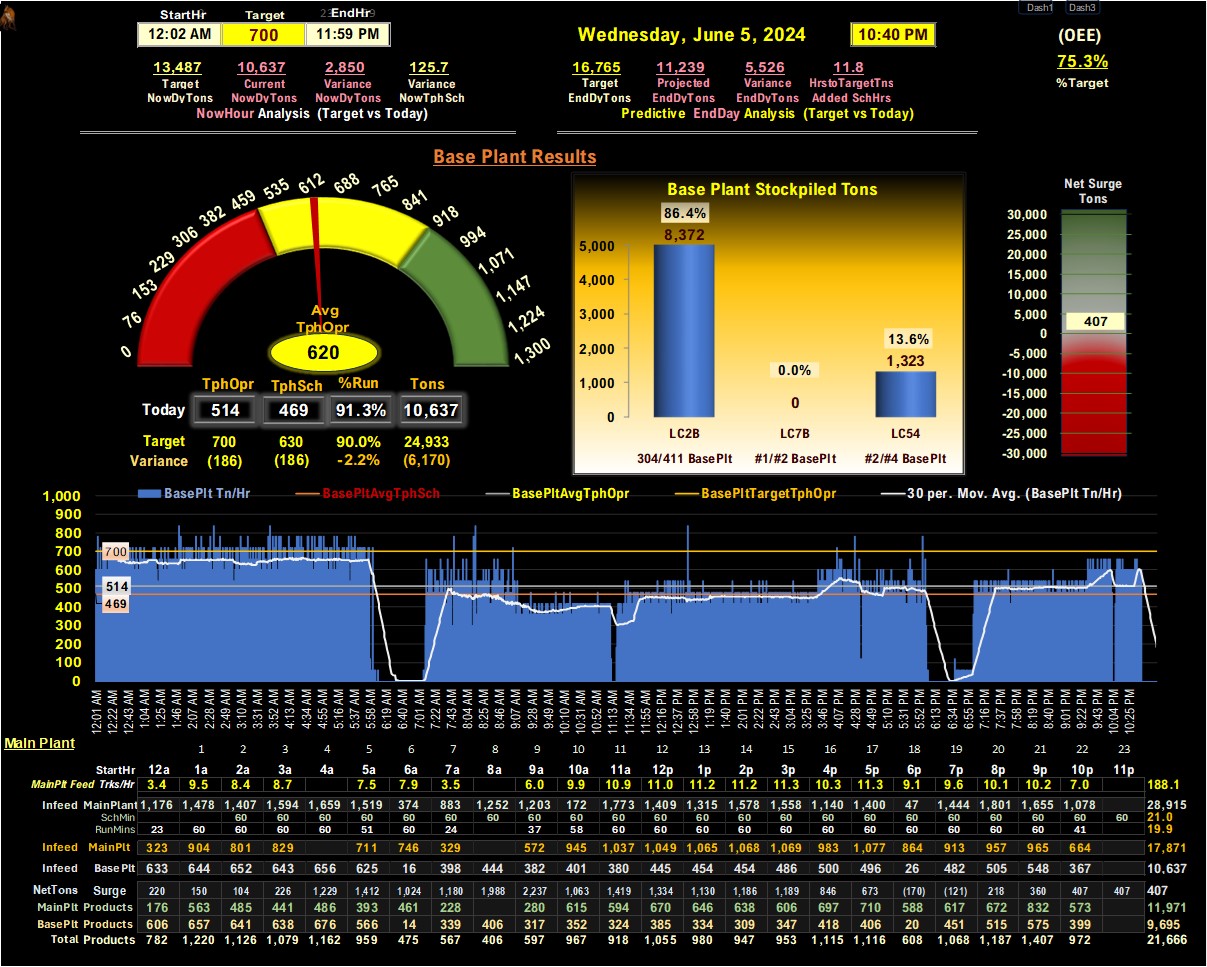 StartHr Target EndHr
Dash1 Dash3
12:02 AM 700 11:59 PM
Wednesday, June 5, 2024 10:40 PM
(OEE)
75.3%
%Target
13,487 10,637 2,850 125.7
Target Current Variance Variance
NowDyTons NowDyTons NowDyTons NowTphSch
NowHour Analysis (Target vs Today)
16,765 11,239 5,526 11.8
Target Projected Variance HrstoTargetTns
EndDyTons EndDyTons EndDyTons Added SchHrs
Predictive EndDay Analysis (Target vs Today)
Base Plant Results
0 76 153 229 306 382 459 535 612 688 765 841 918 994 1,071 1,147 1,224 1,300
Avg
TphOpr
620
TphOpr TphSch %Run Tons
Today 514 469 91.3% 10,637
Target 700 630 90.0% 24,933
Variance (186) (186) -2.2% (6,170)
Base Plant Stockpiled Tons
86.4%
8,372
13.6%
1,323
0.0%
0
5,000
4,000
3,000
2,000
1,000
0
LC2B LC7B LC54
304/411 BasePlt #1/#2 BasePlt #2/#4 BasePlt
Net Surge
Tons
30,000
25,000
20,000
15,000
10,000
5,000
407
0
-5,000
-10,000
-15,000
-20,000
-25,000
-30,000
BasePlt Tn/Hr BasePltAvgTphSch BasePltAvgTphOpr BasePltTargetTphOpr 30 per. Mov. Avg. (BasePlt Tn/Hr)
1,000
900
800
700
600
500
400
300
200
100
0
700
514
469
12:01 AM 12:22 AM 12:43 AM 1:04 AM 1:25 AM 1:46 AM 2:07 AM 2:28 AM 2:49 AM 3:10 AM 3:31 AM 3:52 AM 4:13 AM 4:34 AM 4:55 AM 5:16 AM 5:37 AM 5:58 AM 6:19 AM 6:40 AM 7:01 AM 7:22 AM 7:43 AM 8:04 AM 8:25 AM 8:46 AM 9:07 AM 9:28 AM 9:49 AM 10:10 AM 10:31 AM 10:52 AM 11:13 AM 11:34 AM 11:55 AM 12:16 PM 12:37 PM 12:58 PM 1:19 PM 1:40 PM 2:01 PM 2:22 PM 2:43 PM 3:04 PM 3:25 PM 3:46 PM 4:07 PM 4:28 PM 4:49 PM 5:10 PM 5:31 PM 5:52 PM 6:13 PM 6:34 PM 6:55 PM 7:16 PM 7:37 PM 7:58 PM 8:19 PM 8:40 PM 9:01 PM 9:22 PM 9:43 PM 10:04 PM 10:25 PM
Main Plant
1 2 3 4 5 6 7 8 9 10 11 12 13 14 15 16 17 18 19 20 21 22 23
StartHr 12a 1a 2a 3a 4a 5a 6a 7a 8a 9a 10a 11a 12p 1p 2p 3p 4p 5p 6p 7p 8p 9p 10p 11p
MainPlt Feed Trks/Hr 3.4 9.5 8.4 8.7 7.5 7.9 3.5 6.0 9.9 10.9 11.0 11.2 11.2 11.3 10.3 11.3 9.1 9.6 10.1 10.2 7.0 188.1
Infeed MainPlant 1,176 1,478 1,407 1,594 1,659 1,519 374 883 1,252 1,203 172 1,773 1,409 1,315 1,578 1,558 1,140 1,400 47 1,444 1,801 1,655 1,078 28,915
SchMin 60 60 60 60 60 60 60 60 60 60 60 60 60 60 60 60 60 60 60 60 60 60 21.0
RunMins 23 60 60 60 51 60 24 37 58 60 60 60 60 60 60 60 60 60 60 60 41 19.9
Infeed MainPlt 323 904 801 829 711 746 329 572 945 1,037 1,049 1,065 1,068 1,069 983 1,077 864 913 957 965 664 17,871
Infeed BasePlt 633 644 652 643 656 625 16 398 444 382 401 380 445 454 454 486 500 496 26 482 505 548 367 10,637
NetTons Surge 220 150 104 226 1,229 1,412 1,024 1,180 1,988 2,237 1,063 1,419 1,334 1,130 1,186 1,189 846 673 (170) (121) 218 360 407 407 407
MainPlt Products 176 563 485 441 486 393 461 228 280 615 594 670 646 638 606 697 710 588 617 672 832 573 11,971
BasePlt Products 606 657 641 638 676 566 14 339 406 317 352 324 385 334 309 347 418 406 20 451 515 575 399 9,695
Total Products 782 1,220 1,126 1,079 1,162 959 475 567 406 597 967 918 1,055 980 947 953 1,115 1,116 608 1,068 1,187 1,407 972 21,666